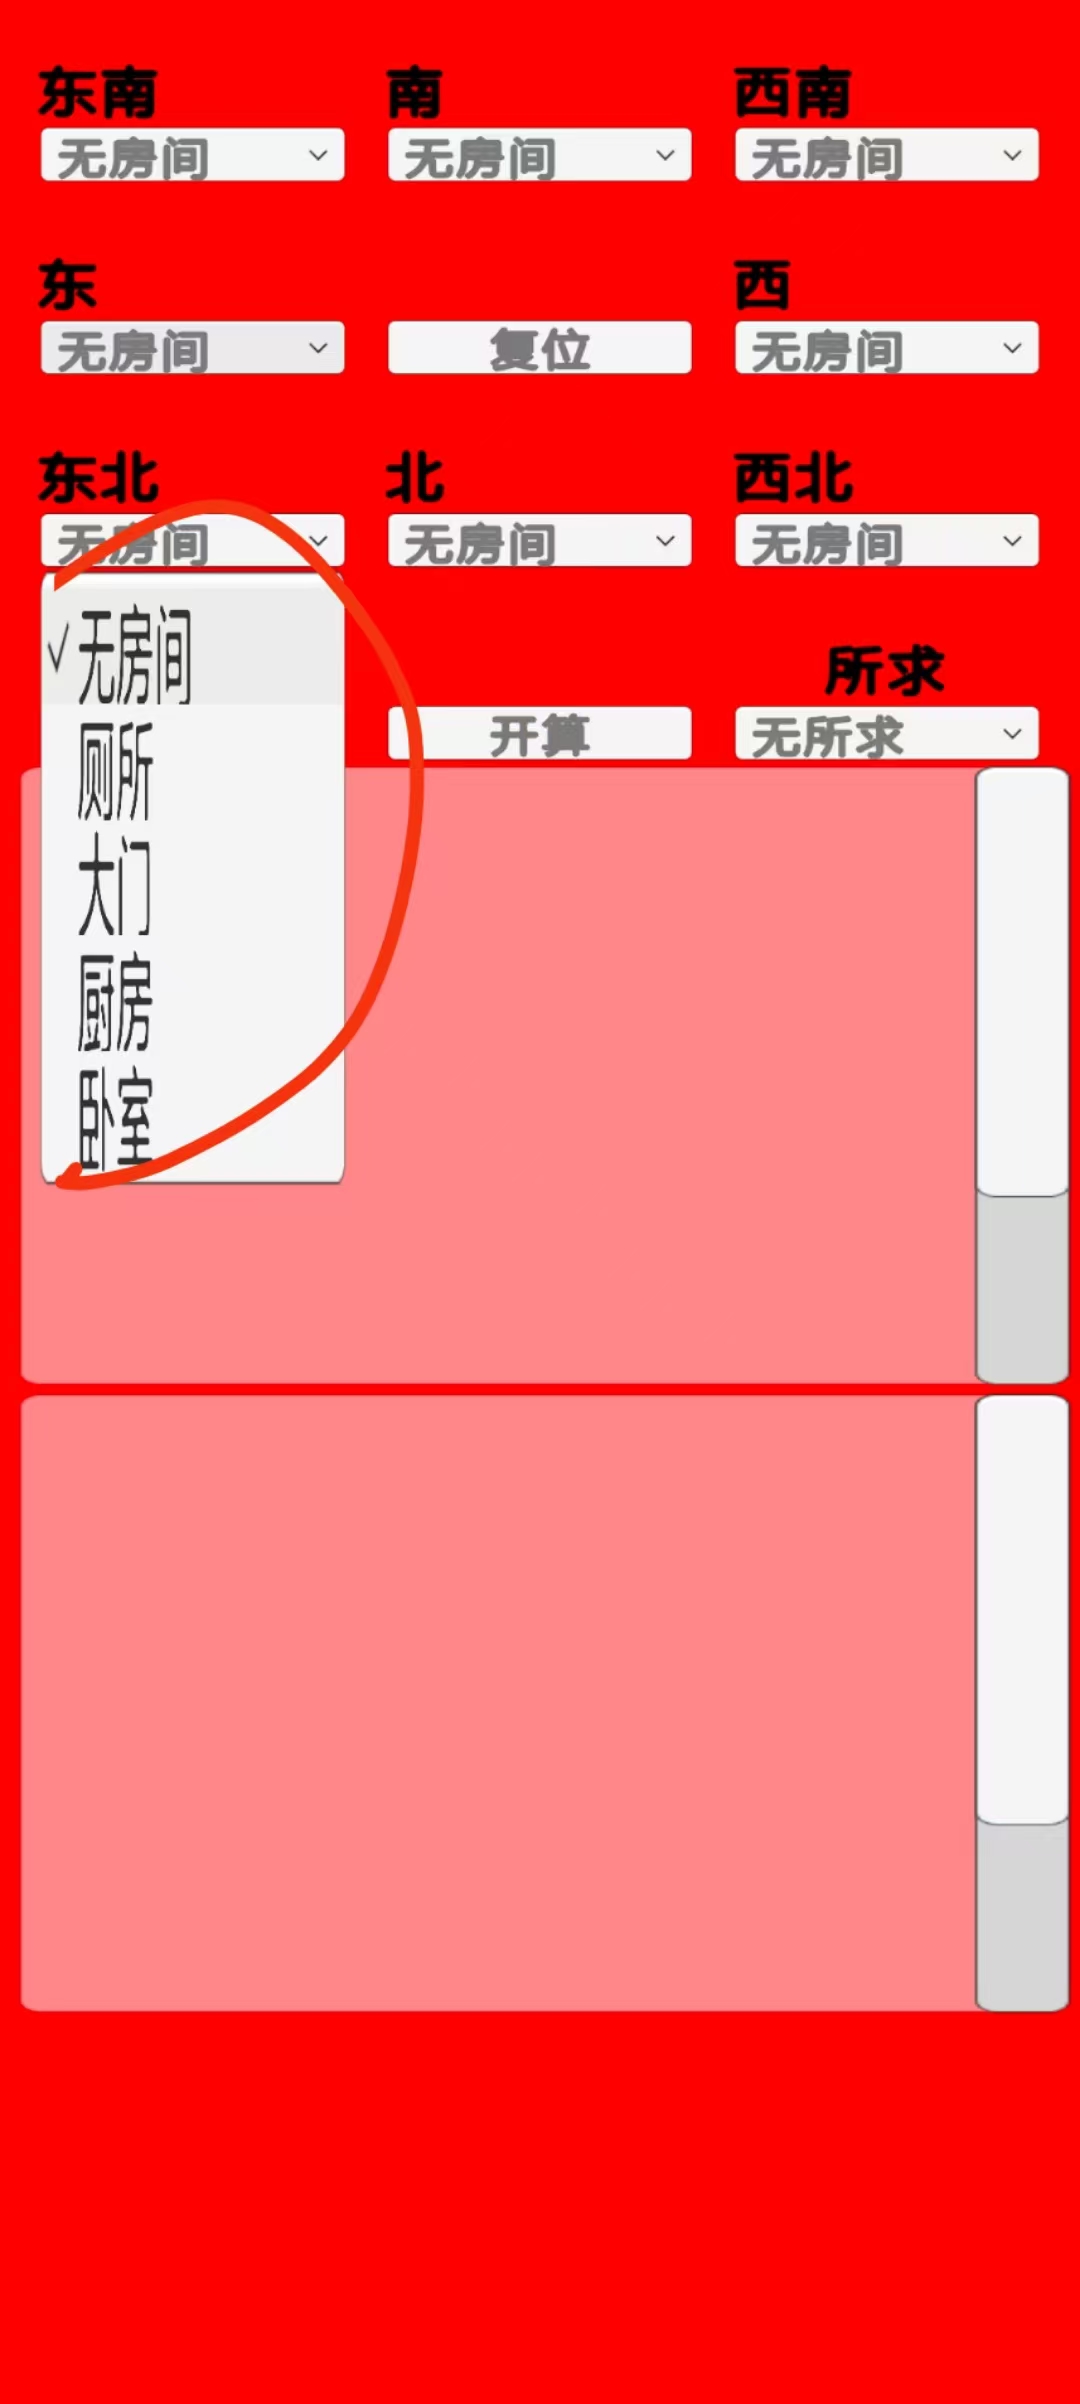 东南 南 西南
无房间 无房间 无房间
东 西
无房间 复位 无房间
东北 北 西北
无房间 无房间 无房间
√ 无房间
厕所
大门
厨房
卧室
所求
开算 无所求